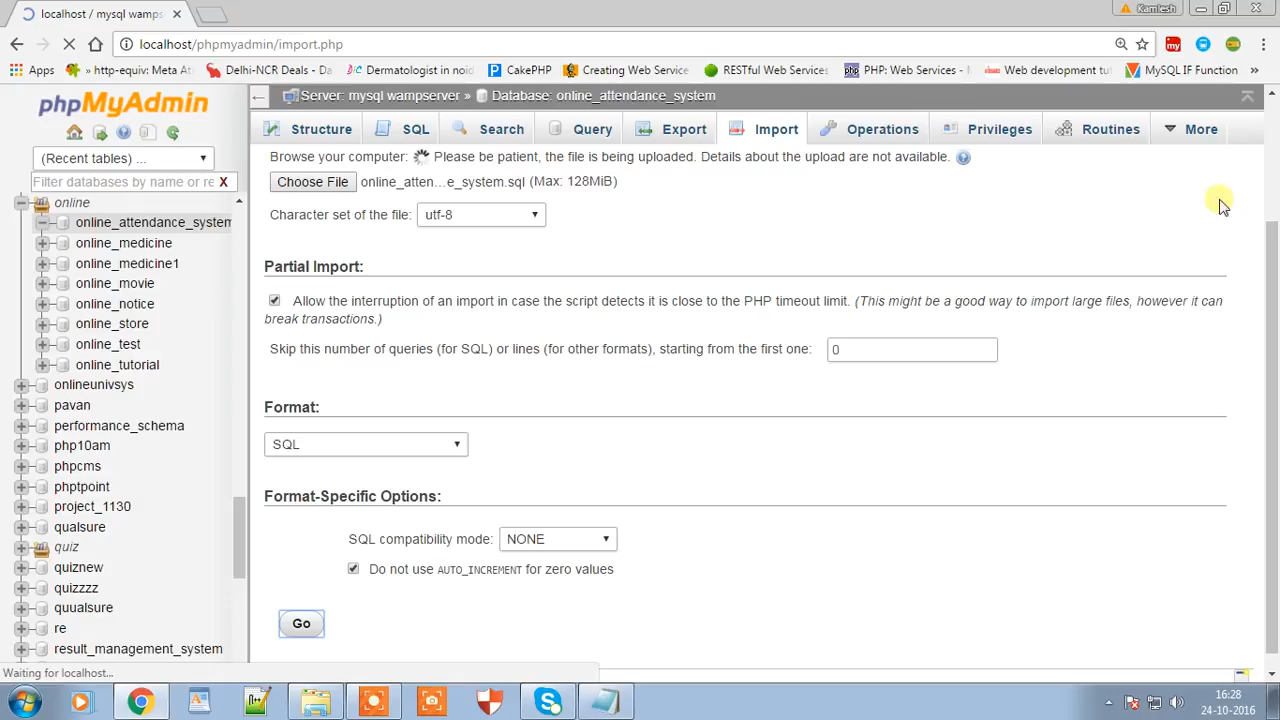 localhost / mysql wamps
Kamlesh
localhost/phpmyadmin/import.php
my
Apps
http-equiv: Meta At
Delhi-NCR Deals - Da
Dermatologist in noid
CakePHP
Creating Web Service
RESTful Web Services
PHP: Web Services - M
Web development tut
MySQL IF Function
»
phpMyAdmin
(Recent tables) ...
Filter databases by name or re X
online
online_attendance_system
online_medicine
online_medicine1
online_movie
online_notice
online_store
online_test
online_tutorial
onlineunivsys
pavan
performance_schema
php10am
phpcms
phptpoint
project_1130
qualsure
quiz
quiznew
quizzzz
quualsure
re
result_management_system
Server: mysql wampserver » Database: online_attendance_system
Structure
SQL
Search
Query
Export
Import
Operations
Privileges
Routines
More
Browse your computer: Please be patient, the file is being uploaded. Details about the upload are not available.
Choose File online_atten...e_system.sql (Max: 128MiB)
Character set of the file: utf-8
Partial Import:
Allow the interruption of an import in case the script detects it is close to the PHP timeout limit. (This might be a good way to import large files, however it can
break transactions.)
Skip this number of queries (for SQL) or lines (for other formats), starting from the first one: 0
Format:
SQL
Format-Specific Options:
SQL compatibility mode: NONE
Do not use AUTO_INCREMENT for zero values
Go
Waiting for localhost...
16:28
24-10-2016